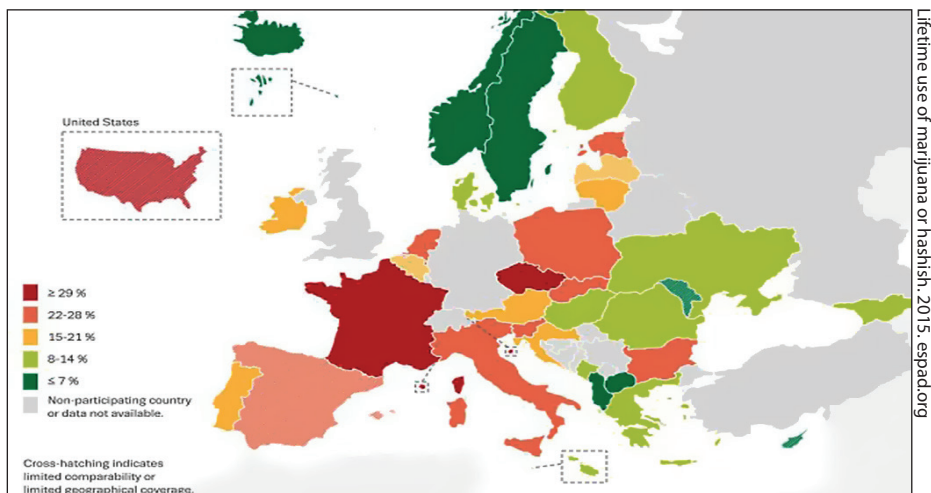 United States
≥ 29 %
22-28 %
15-21 %
8-14 %
≤ 7 %
Non-participating country
or data not available.
Cross-hatching indicates
limited comparability or
limited geographical coverage.
Lifetime use of marijuana or hashish. 2015. espad.org